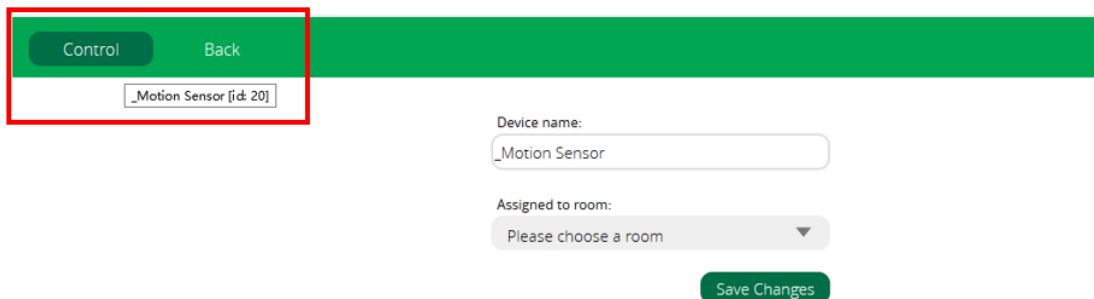 Control Back
_Motion Sensor [id: 20]
Device name:
_Motion Sensor
Assigned to room:
Please choose a room
Save Changes